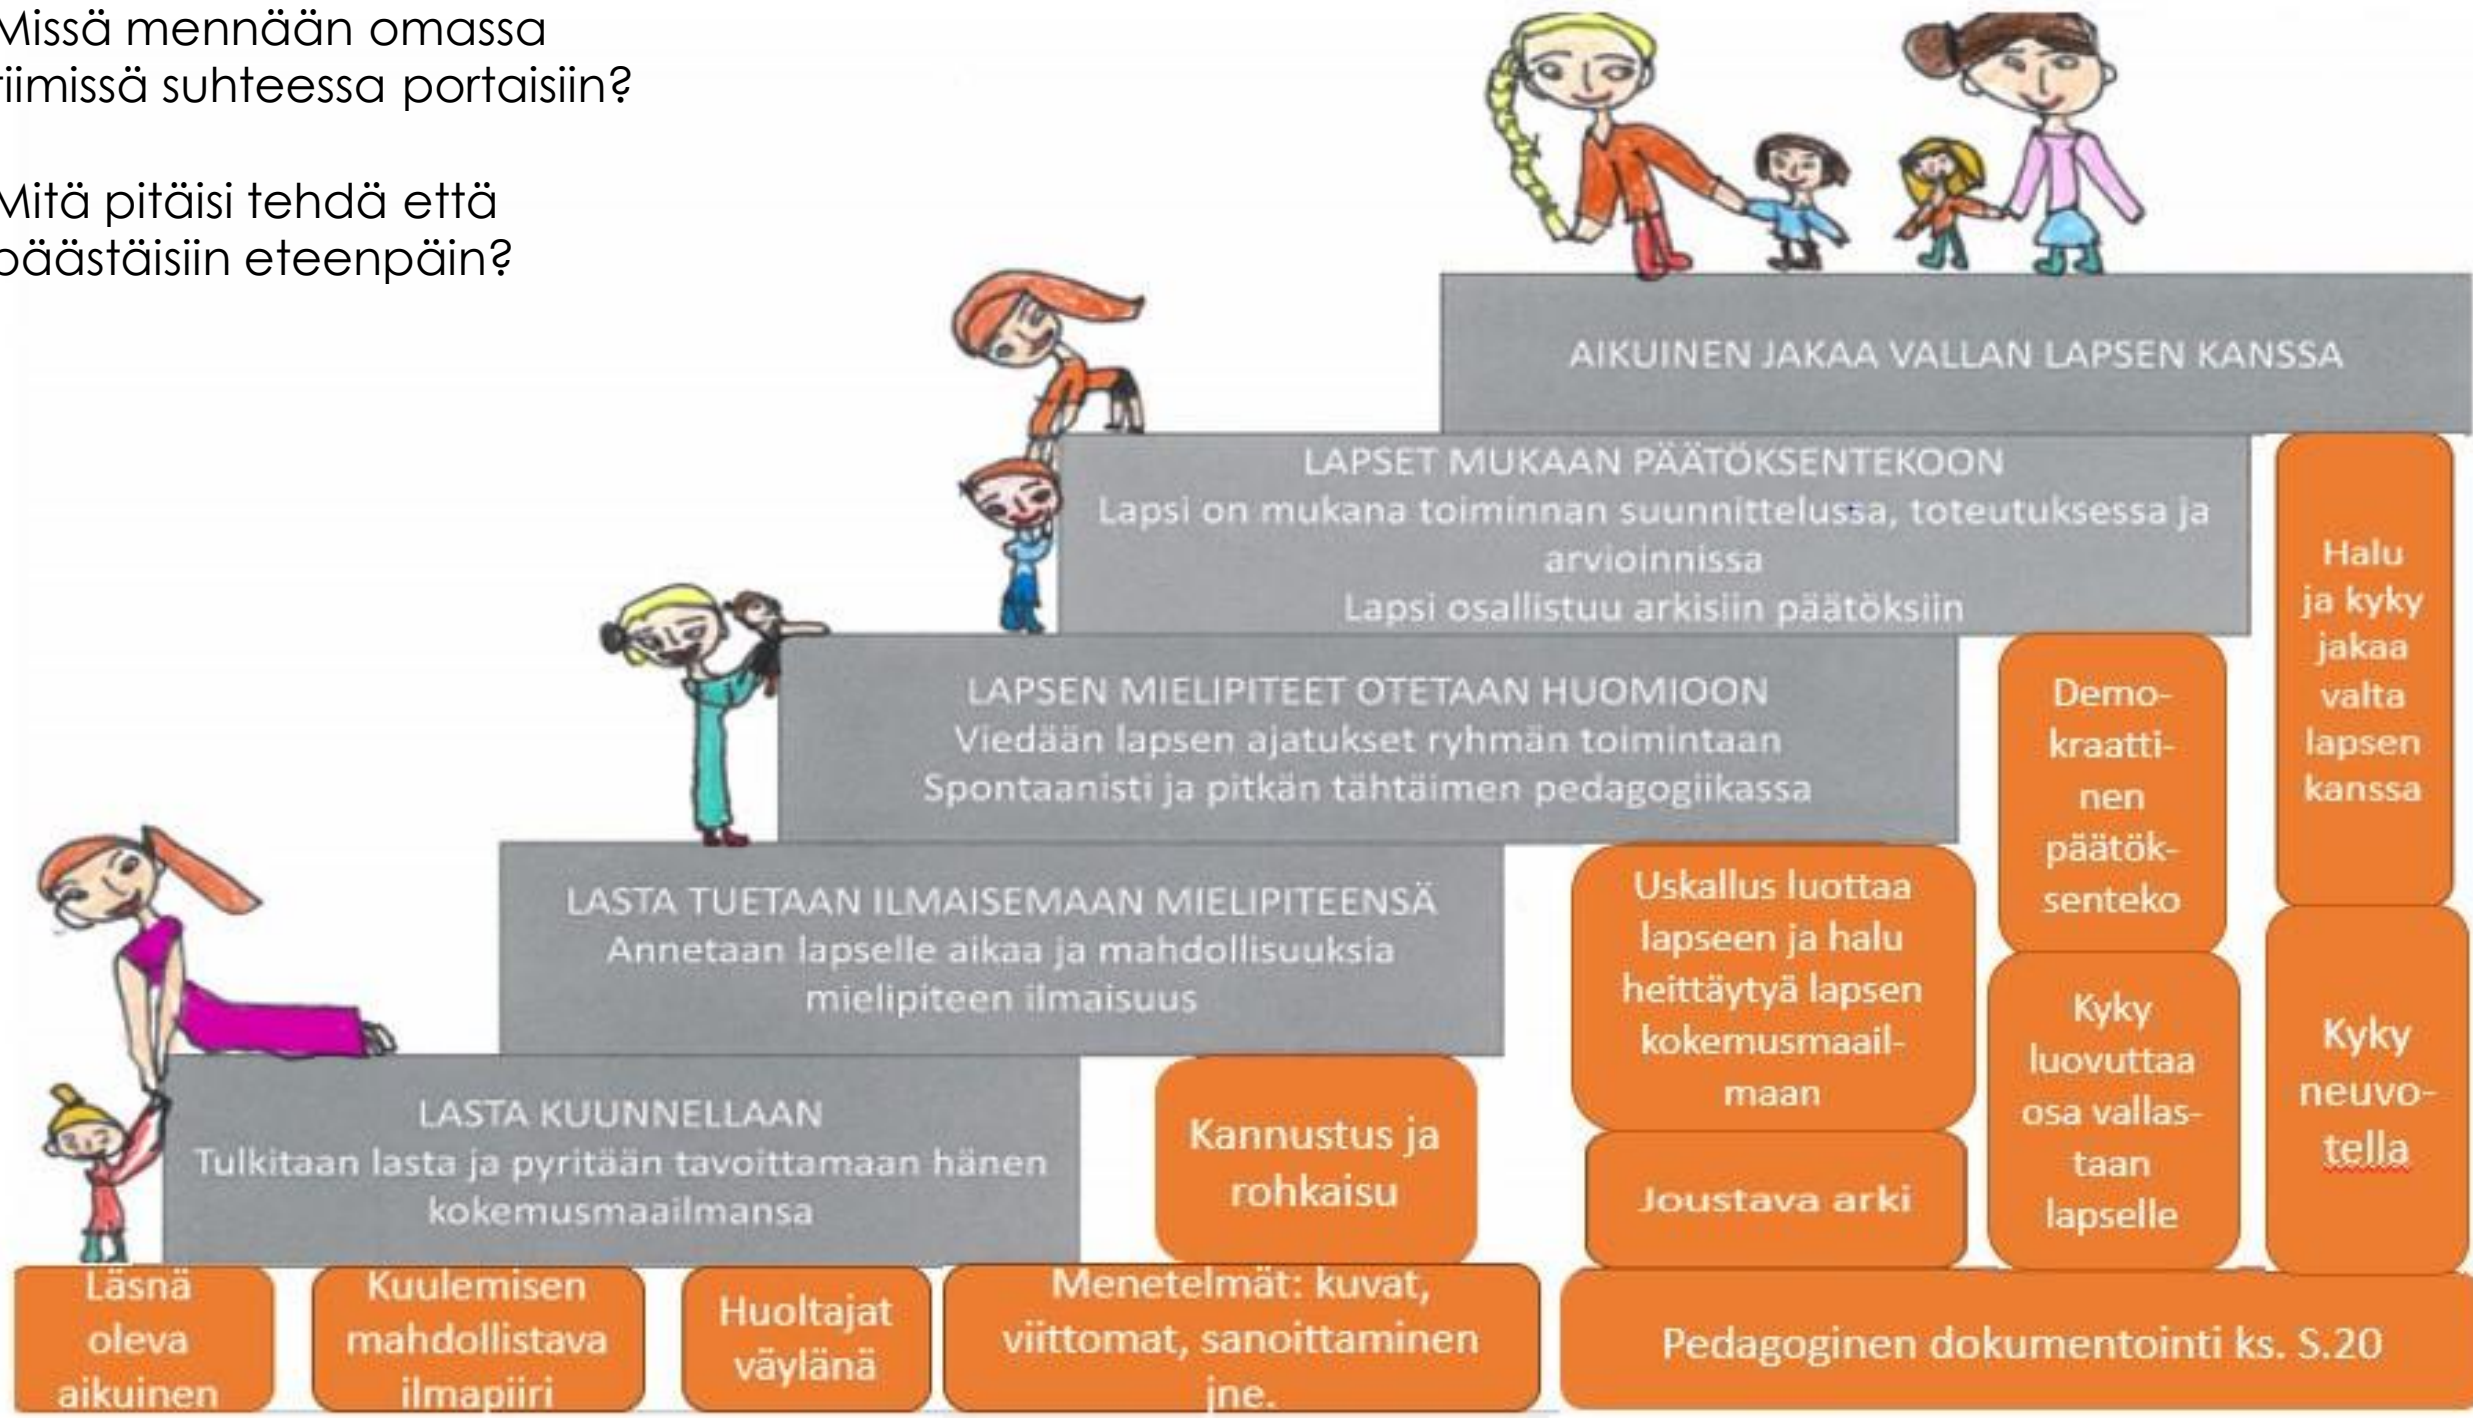 Missä mennään omassa
tiimissä suhteessa portaisiin?
Mitä pitäisi tehdä että
päästäisiin eteenpäin?
AIKUINEN JAKAA VALLAN LAPSEN KANSSA
LAPSET MUKAAN PÄÄTÖKSENTEKOON
Lapsi on mukana toiminnan suunnittelussa, toteutuksessa ja
arvioinnissa
Lapsi osallistuu arkisiin päätöksiin
Halu
ja kyky
jakaa
valta
lapsen
kanssa
LAPSEN MIELIPITEET OTETAAN HUOMIOON
Viedään lapsen ajatukset ryhmän toimintaan
Spontaanisti ja pitkän tähtäimen pedagogiikassa
Demo-
kraatti-
nen
päätök-
senteko
LASTA TUETAAN ILMAISEMAAN MIELIPITEENSÄ
Annetaan lapselle aikaa ja mahdollisuuksia
mielipiteen ilmaisuus
Uskallus luottaa
lapseen ja halu
heittäytyä lapsen
kokemusmaail-
maan
Kyky
luovuttaa
osa vallas-
taan
lapselle
Kyky
neuvo-
tella
LASTA KUUNNELLAAN
Tulkitaan lasta ja pyritään tavoittamaan hänen
kokemusmaailmansa
Kannustus ja
rohkaisu
Joustava arki
Läsnä
oleva
aikuinen
Kuulemisen
mahdollistava
ilmapiiri
Huoltajat
väylänä
Menetelmät: kuvat,
viittomat, sanoittaminen
jne.
Pedagoginen dokumentointi ks. S.20